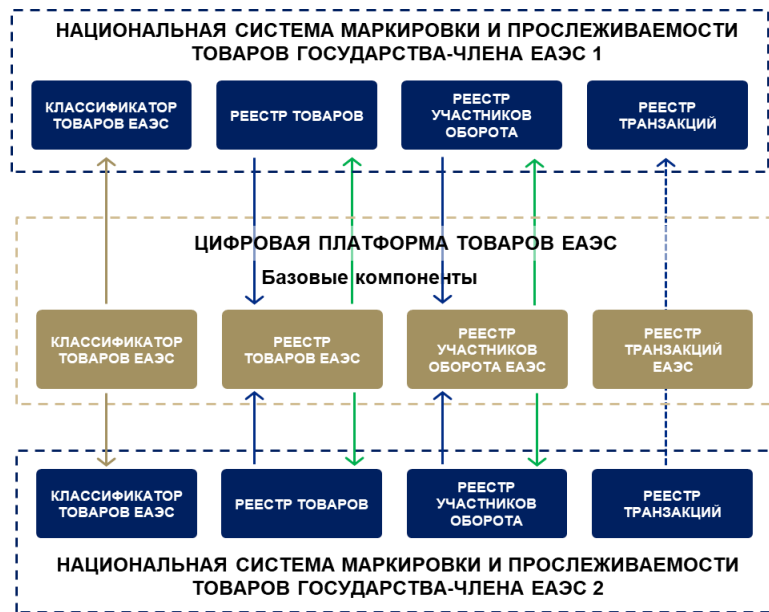 НАЦИОНАЛЬНАЯ СИСТЕМА МАРКИРОВКИ И ПРОСЛЕЖИВАЕМОСТИ
ТОВАРОВ ГОСУДАРСТВА-ЧЛЕНА ЕАЭС 1
КЛАССИФИКАТОР
ТОВАРОВ ЕАЭС
РЕЕСТР ТОВАРОВ
РЕЕСТР
УЧАСТНИКОВ
ОБОРОТА
РЕЕСТР
ТРАНЗАКЦИЙ
ЦИФРОВАЯ ПЛАТФОРМА ТОВАРОВ ЕАЭС
Базовые компоненты
КЛАССИФИКАТОР
ТОВАРОВ ЕАЭС
РЕЕСТР
ТОВАРОВ ЕАЭС
РЕЕСТР
УЧАСТНИКОВ
ОБОРОТА ЕАЭС
РЕЕСТР
ТРАНЗАКЦИЙ
ЕАЭС
КЛАССИФИКАТОР
ТОВАРОВ ЕАЭС
РЕЕСТР ТОВАРОВ
РЕЕСТР
УЧАСТНИКОВ
ОБОРОТА
РЕЕСТР
ТРАНЗАКЦИЙ
НАЦИОНАЛЬНАЯ СИСТЕМА МАРКИРОВКИ И ПРОСЛЕЖИВАЕМОСТИ
ТОВАРОВ ГОСУДАРСТВА-ЧЛЕНА ЕАЭС 2